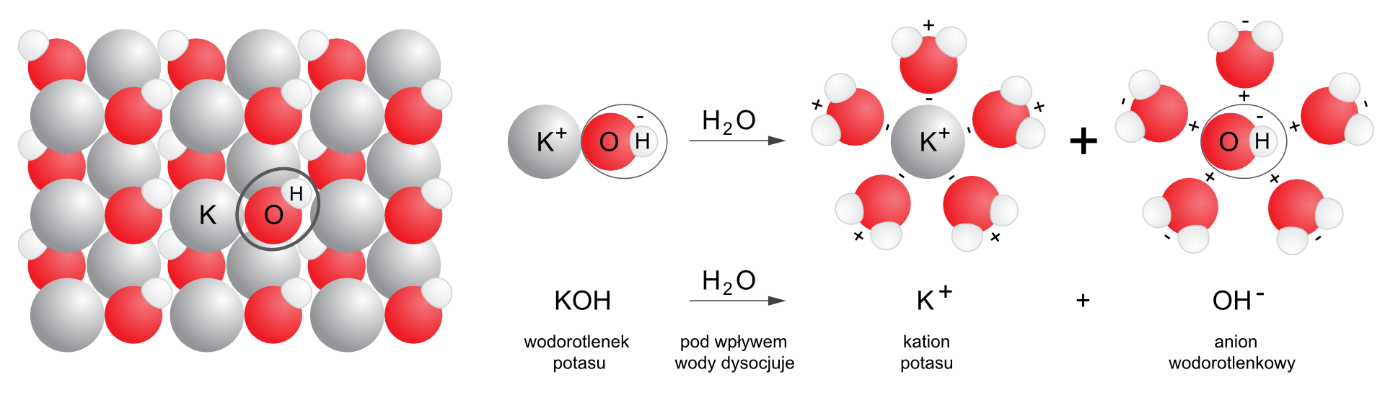 K
O
H
K+
O
H
-
H₂O
+
-
+
-
+
-
-
+
-
+
K+
+
-
+
-
+
-
+
+
-
+
-
-
O
H
KOH
H₂O
K+
+
OH-
wodorotlenek
potasu
pod wpływem
wody dysocjuje
kation
potasu
anion
wodorotlenkowy